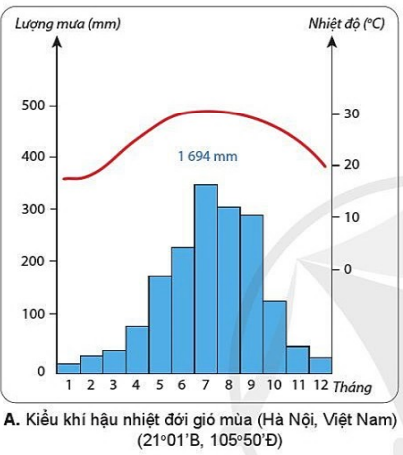 Lượng mưa (mm) Nhiệt độ (°C)
500
400
300
200
100
0
30
20
10
0
1 694 mm
1 2 3 4 5 6 7 8 9 10 11 12 Tháng
A. Kiểu khí hậu nhiệt đới gió mùa (Hà Nội, Việt Nam)
(21°01'B, 105°50'Đ)